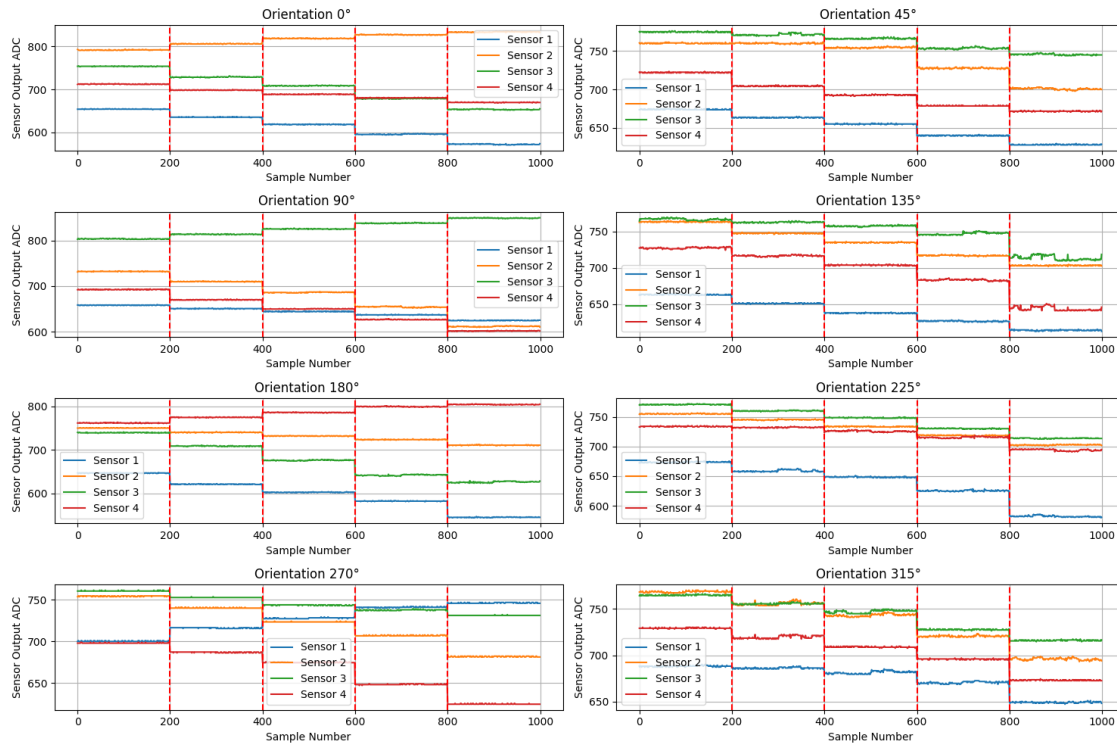 Orientation 0°
Sensor Output ADC
800
700
600
Sensor 1
Sensor 2
Sensor 3
Sensor 4
0
200
400
600
800
1000
Sample Number
Orientation 45°
Sensor Output ADC
750
700
650
Sensor 1
Sensor 2
Sensor 3
Sensor 4
0
200
400
600
800
1000
Sample Number
Orientation 90°
Sensor Output ADC
800
700
600
Sensor 1
Sensor 2
Sensor 3
Sensor 4
0
200
400
600
800
1000
Sample Number
Orientation 135°
Sensor Output ADC
750
700
650
Sensor 1
Sensor 2
Sensor 3
Sensor 4
0
200
400
600
800
1000
Sample Number
Orientation 180°
Sensor Output ADC
800
700
600
Sensor 1
Sensor 2
Sensor 3
Sensor 4
0
200
400
600
800
1000
Sample Number
Orientation 225°
Sensor Output ADC
750
700
650
600
Sensor 1
Sensor 2
Sensor 3
Sensor 4
0
200
400
600
800
1000
Sample Number
Orientation 270°
Sensor Output ADC
750
700
650
Sensor 1
Sensor 2
Sensor 3
Sensor 4
0
200
400
600
800
1000
Sample Number
Orientation 315°
Sensor Output ADC
750
700
650
Sensor 1
Sensor 2
Sensor 3
Sensor 4
0
200
400
600
800
1000
Sample Number